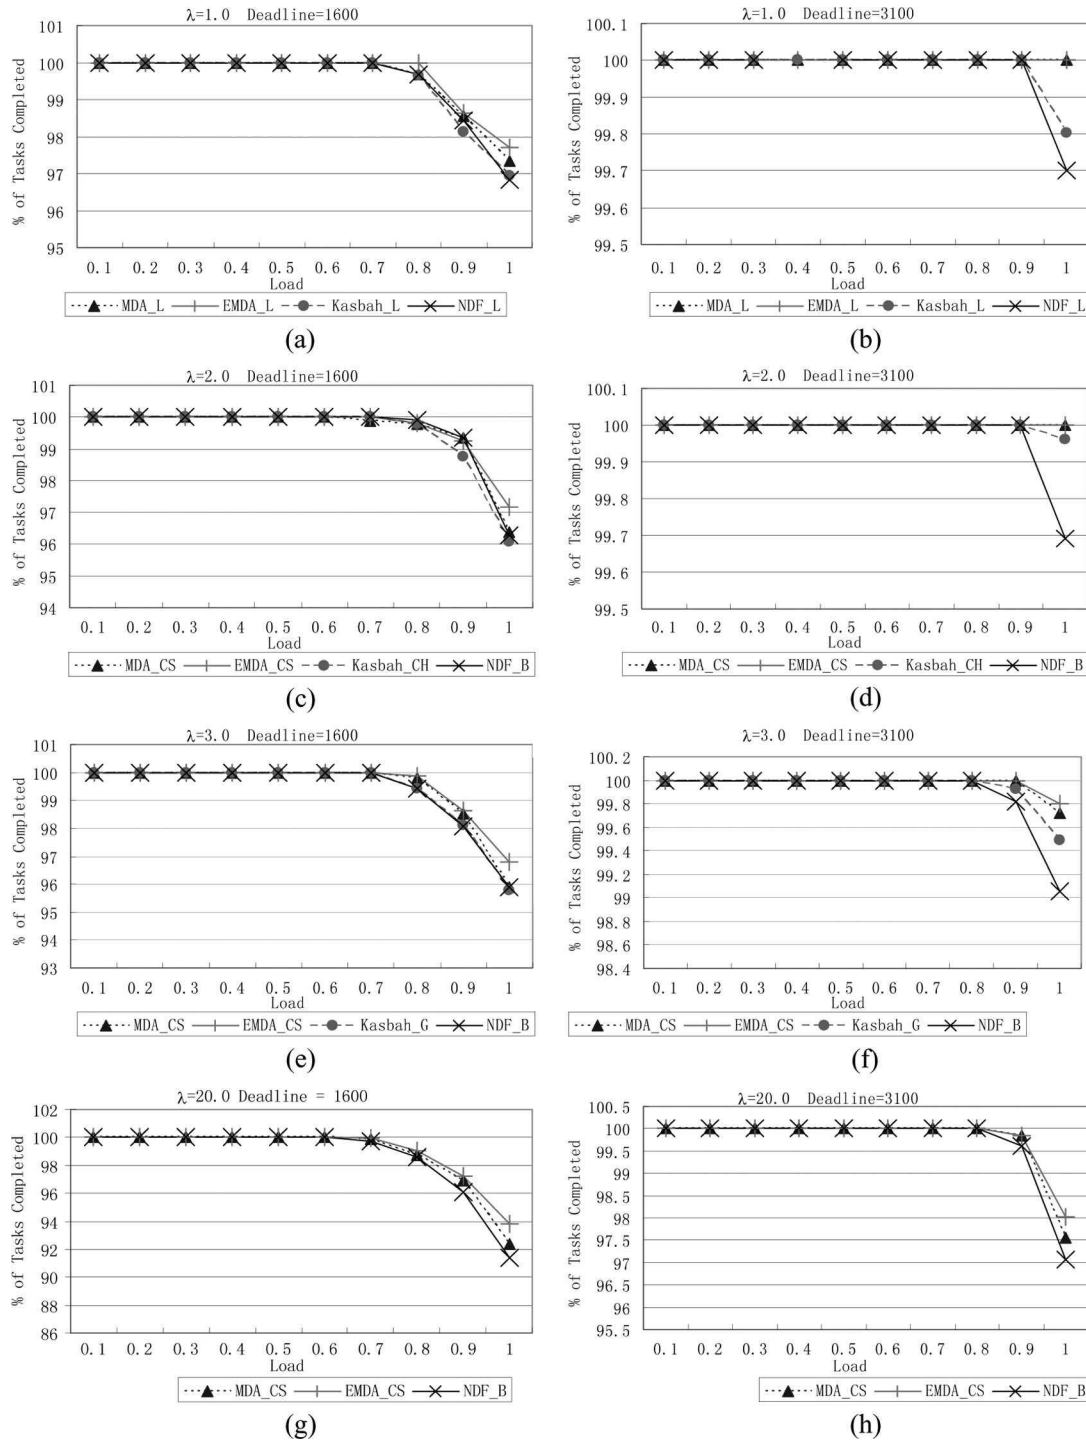 λ=1.0 Deadline=1600
% of Tasks Completed
101
100
99
98
97
96
95
0.1 0.2 0.3 0.4 0.5 0.6 0.7 0.8 0.9 1
Load
MDA_L EMDA_L Kasbah_L NDF_L
(a)
λ=1.0 Deadline=3100
% of Tasks Completed
100.1
100
99.9
99.8
99.7
99.6
99.5
0.1 0.2 0.3 0.4 0.5 0.6 0.7 0.8 0.9 1
Load
MDA_L EMDA_L Kasbah_L NDF_L
(b)
λ=2.0 Deadline=1600
% of Tasks Completed
101
100
99
98
97
96
95
94
0.1 0.2 0.3 0.4 0.5 0.6 0.7 0.8 0.9 1
Load
MDA_CS EMDA_CS Kasbah_CH NDF_B
(c)
λ=2.0 Deadline=3100
% of Tasks Completed
100.1
100
99.9
99.8
99.7
99.6
99.5
0.1 0.2 0.3 0.4 0.5 0.6 0.7 0.8 0.9 1
Load
MDA_CS EMDA_CS Kasbah_CH NDF_B
(d)
λ=3.0 Deadline=1600
% of Tasks Completed
101
100
99
98
97
96
95
94
93
0.1 0.2 0.3 0.4 0.5 0.6 0.7 0.8 0.9 1
Load
MDA_CS EMDA_CS Kasbah_G NDF_B
(e)
λ=3.0 Deadline=3100
% of Tasks Completed
100.2
100
99.8
99.6
99.4
99.2
99
98.8
98.6
98.4
0.1 0.2 0.3 0.4 0.5 0.6 0.7 0.8 0.9 1
Load
MDA_CS EMDA_CS Kasbah_G NDF_B
(f)
λ=20.0 Deadline = 1600
% of Tasks Completed
102
100
98
96
94
92
90
88
86
0.1 0.2 0.3 0.4 0.5 0.6 0.7 0.8 0.9 1
Load
MDA_CS EMDA_CS NDF_B
(g)
λ=20.0 Deadline=3100
% of Tasks Completed
100.5
100
99.5
99
98.5
98
97.5
97
96.5
96
95.5
0.1 0.2 0.3 0.4 0.5 0.6 0.7 0.8 0.9 1
Load
MDA_CS EMDA_CS NDF_B
(h)